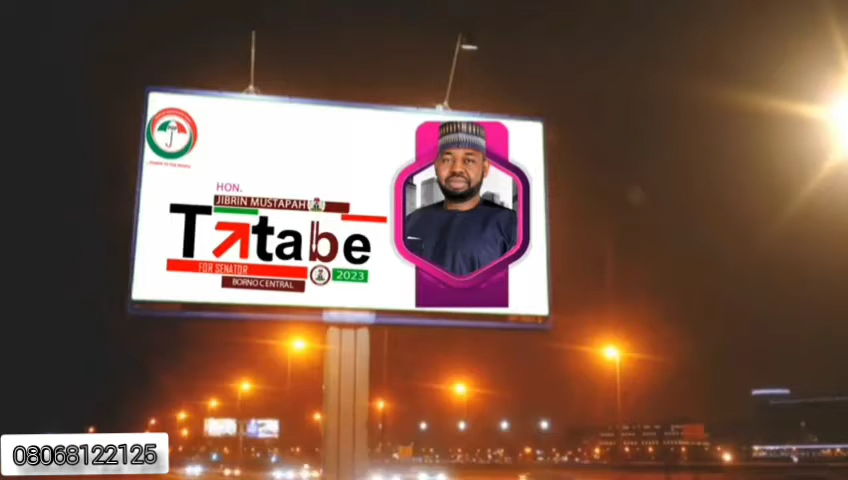 HON.
JIBRIN MUSTAPAH
Tatabe
FOR SENATOR
BORNO CENTRAL
2023
08068122125